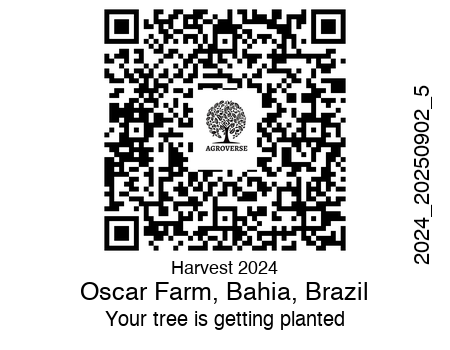 AGROVERSE
Harvest 2024
Oscar Farm, Bahia, Brazil
Your tree is getting planted
2024_20250902_5